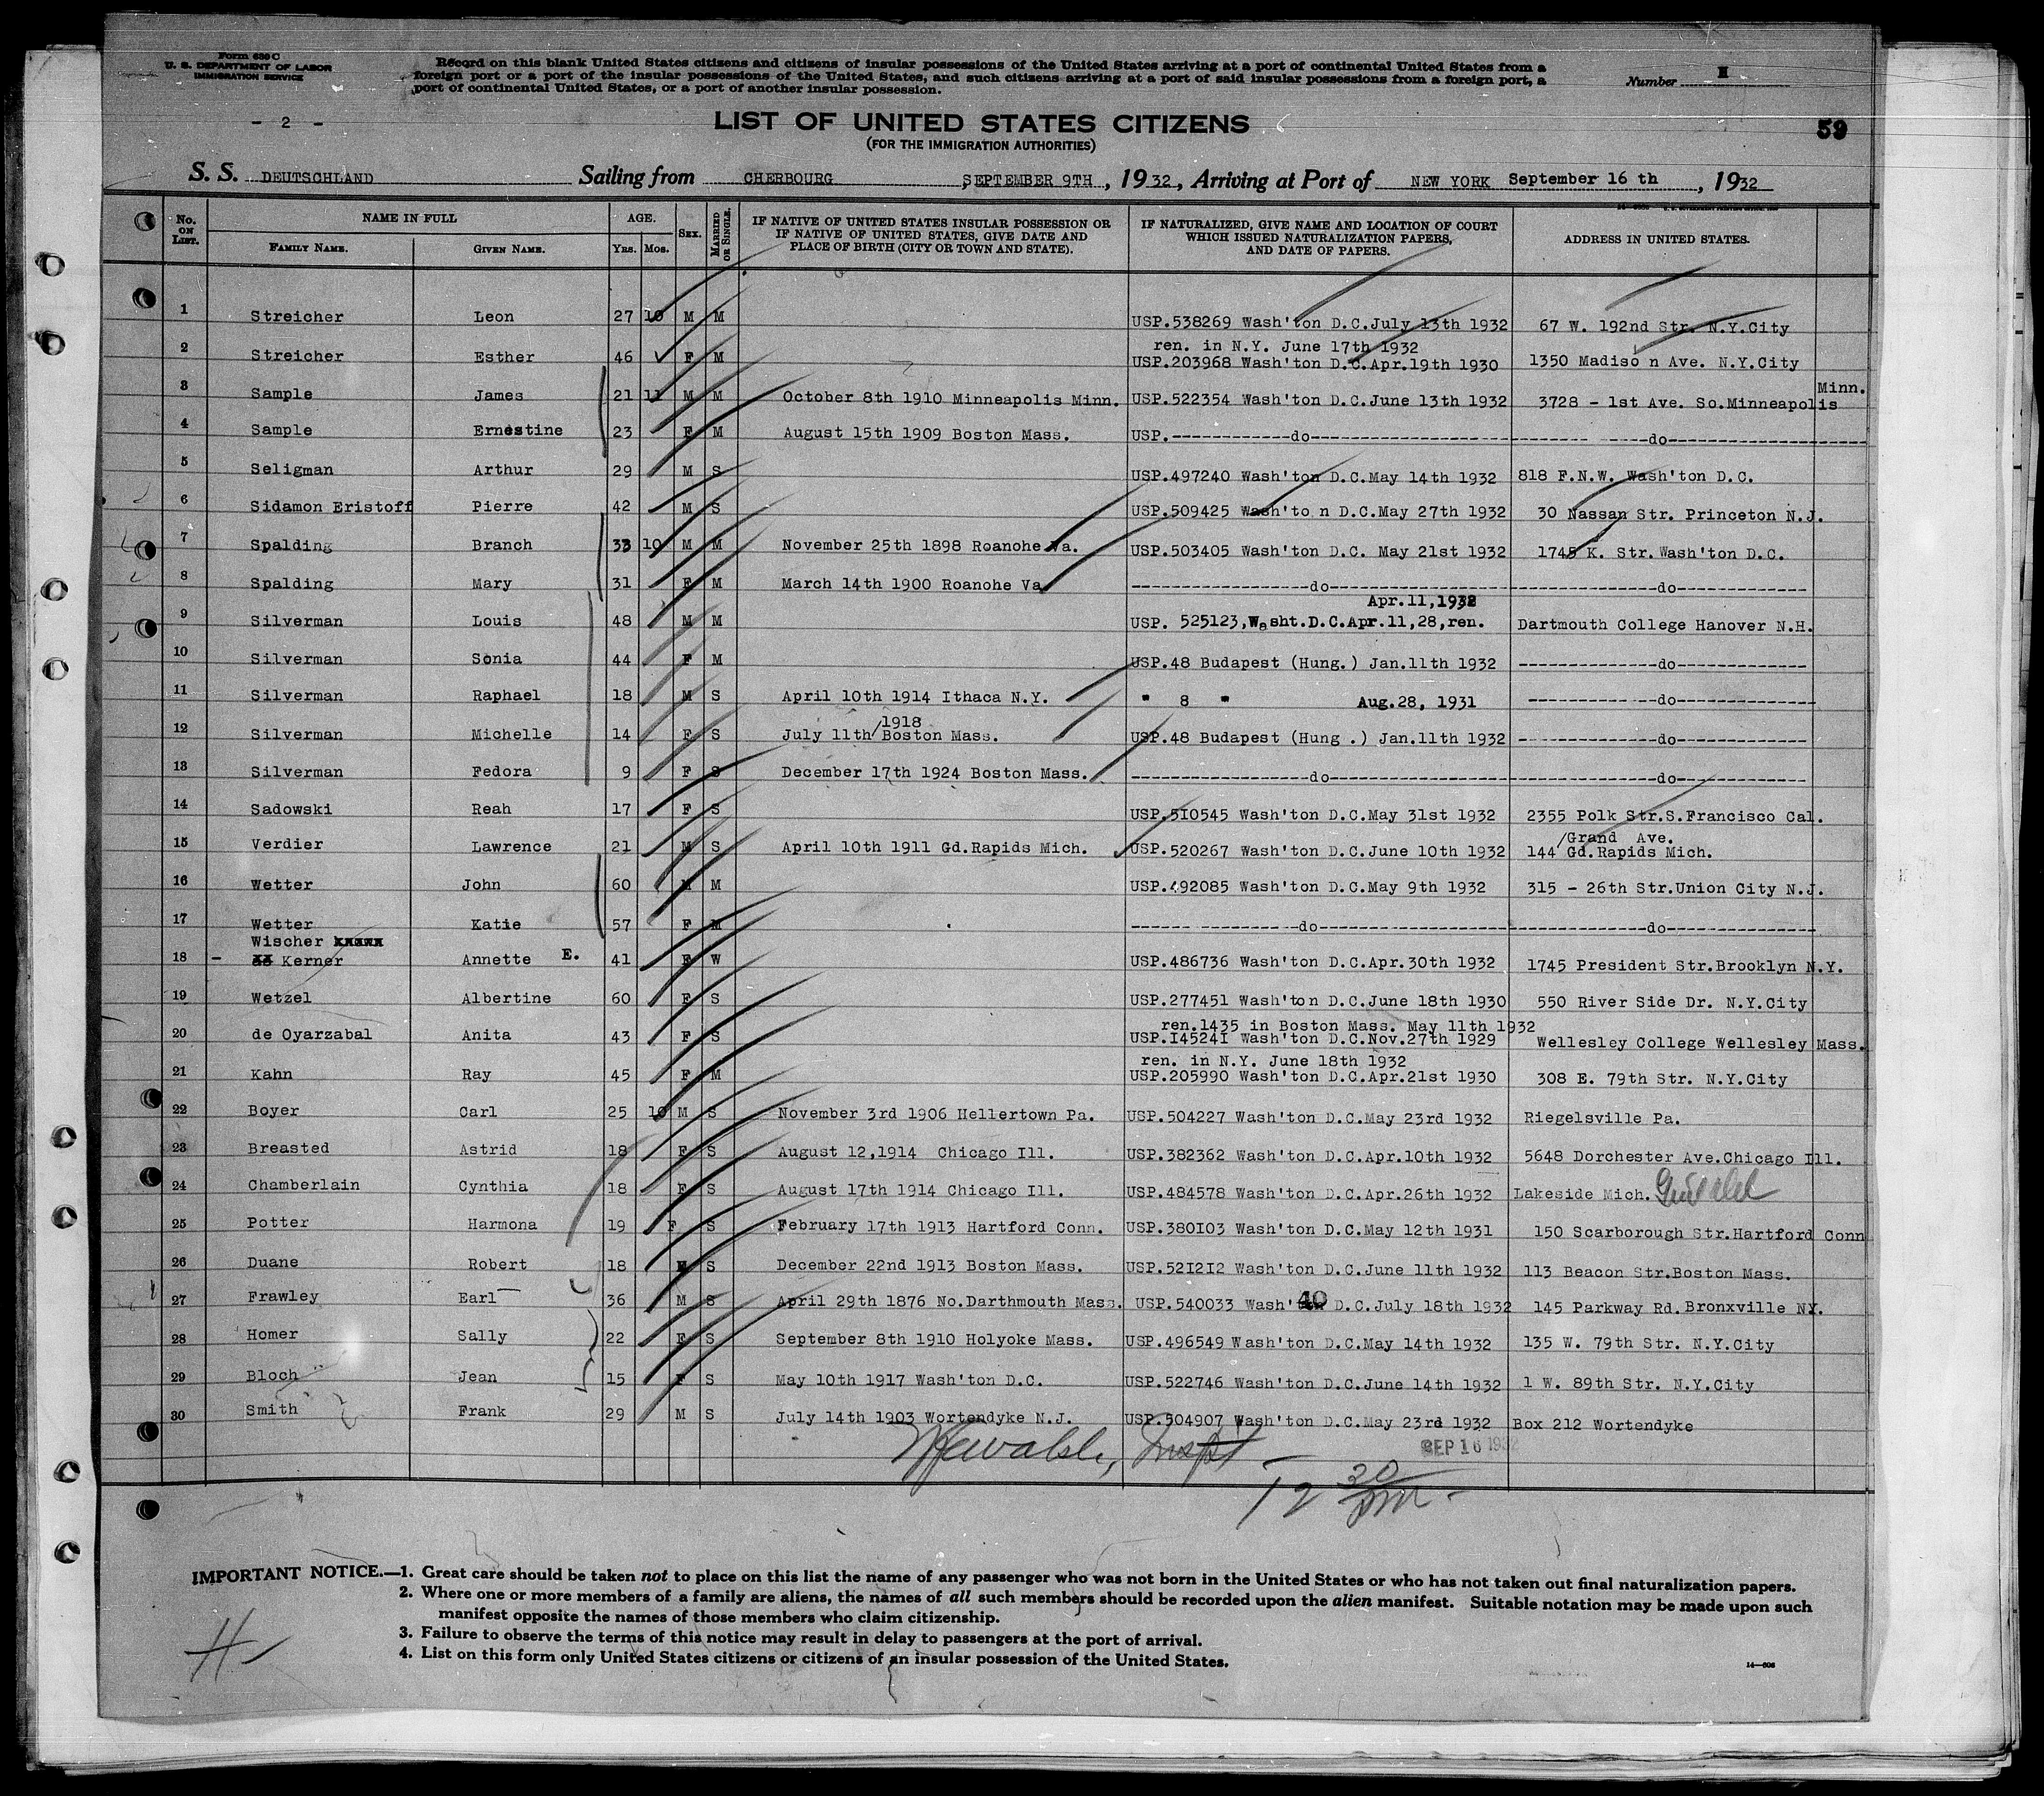 Form 630 C
U. S. DEPARTMENT OF LABOR
IMMIGRATION SERVICE
Record on this blank United States citizens and citizens of insular possessions of the United States arriving at a port of continental United States from a
foreign port or a port of the insular possessions of the United States, and such citizens arriving at a port of said insular possessions from a foreign port, a
port of continental United States, or a port of another insular possession.
Number II
- 2 -
LIST OF UNITED STATES CITIZENS
(FOR THE IMMIGRATION AUTHORITIES)
59
S. S. DEUTSCHLAND Sailing from CHERBOURG SEPTEMBER 9TH, 1932, Arriving at Port of NEW YORK September 16 th, 1932
No. ON LIST. NAME IN FULL FAMILY NAME. GIVEN NAME. AGE. YRS. MOS. SEX. MARRIED OR SINGLE. IF NATIVE OF UNITED STATES INSULAR POSSESSION OR IF NATIVE OF UNITED STATES, GIVE DATE AND PLACE OF BIRTH (CITY OR TOWN AND STATE). IF NATURALIZED, GIVE NAME AND LOCATION OF COURT WHICH ISSUED NATURALIZATION PAPERS, AND DATE OF PAPERS. ADDRESS IN UNITED STATES.
1 Streicher Leon 27 10 M M USP.538269 Wash'ton D.C.July 13th 1932 67 W. 192nd Str. N.Y.City
ren. in N.Y. June 17th 1932
2 Streicher Esther 46 F M USP.203968 Wash'ton D.C.Apr.19th 1930 1350 Madiso n Ave. N.Y.City
3 Sample James 21 11 M M October 8th 1910 Minneapolis Minn. USP.522354 Wash'ton D.C.June 13th 1932 3728 - 1st Ave. So.Minneapolis Minn.
4 Sample Ernestine 23 F M August 15th 1909 Boston Mass. USP.------------do------------ -----do-----
5 Seligman Arthur 29 M S USP.497240 Wash'ton D.C.May 14th 1932 818 F.N.W. Wash'ton D.C.
6 Sidamon Eristoff Pierre 42 M S USP.509425 Wash'to n D.C.May 27th 1932 30 Nassan Str. Princeton N.J.
7 Spalding Branch 33 10 M M November 25th 1898 Roanohe Va. USP.503405 Wash'ton D.C. May 21st 1932 1745 K. Str. Wash'ton D.C.
8 Spalding Mary 31 F M March 14th 1900 Roanohe Va. ------------do------------ ------------do------------
Apr.11,1932
9 Silverman Louis 48 M M USP. 525123,Washt.D.C.Apr.11,28,ren. Dartmouth College Hanover N.H.
10 Silverman Sonia 44 F M USP.48 Budapest (Hung.) Jan.11th 1932 ------------do------------
11 Silverman Raphael 18 M S April 10th 1914 Ithaca N.Y. " 8 " Aug.28, 1931 ------------do------------
1918
12 Silverman Michelle 14 F S July 11th/Boston Mass. USP.48 Budapest (Hung .) Jan.11th 1932 ------------do------------
13 Silverman Fedora 9 F S December 17th 1924 Boston Mass. ------------do------------ ------------do------------
14 Sadowski Reah 17 F S USP.510545 Wash'ton D.C.May 31st 1932 2355 Polk Str.S.Francisco Cal.
/Grand Ave.
15 Verdier Lawrence 21 M S April 10th 1911 Gd.Rapids Mich. USP.520267 Wash'ton D.C.June 10th 1932 144 Gd.Rapids Mich.
16 Wetter John 60 M M USP.492085 Wash'ton D.C.May 9th 1932 315 - 26th Str.Union City N.J.
17 Wetter Katie 57 F M ------------do------------ ------------do------------
Wischer
18 - Kerner Annette E. 41 F W USP.486736 Wash'ton D.C.Apr.30th 1932 1745 President Str.Brooklyn N.Y.
19 Wetzel Albertine 60 F S USP.277451 Wash'ton D.C.June 18th 1930 550 River Side Dr. N.Y.City
ren.1435 in Boston Mass. May 11th 1932
20 de Oyarzabal Anita 43 F S USP.145241 Wash'ton D.C.Nov.27th 1929 Wellesley College Wellesley Mass.
ren. in N.Y. June 18th 1932
21 Kahn Ray 45 F M USP.205990 Wash'ton D.C.Apr.21st 1930 308 E. 79th Str. N.Y.City
22 Boyer Carl 25 10 M S November 3rd 1906 Hellertown Pa. USP.504227 Wash'ton D.C.May 23rd 1932 Riegelsville Pa.
23 Breasted Astrid 18 F S August 12,1914 Chicago Ill. USP.382362 Wash'ton D.C.Apr.10th 1932 5648 Dorchester Ave.Chicago Ill.
24 Chamberlain Cynthia 18 F S August 17th 1914 Chicago Ill. USP.484578 Wash'ton D.C.Apr.26th 1932 Lakeside Mich.
25 Potter Harmona 19 F S February 17th 1913 Hartford Conn. USP.380103 Wash'ton D.C.May 12th 1931 150 Scarborough Str.Hartford Conn
26 Duane Robert 18 M S December 22nd 1913 Boston Mass. USP.521212 Wash'ton D.C.June 11th 1932 113 Beacon Str.Boston Mass.
27 Frawley Earl 36 M S April 29th 1876 No.Darthmouth Mass. USP.540033 Wash'ton D.C.July 18th 1932 145 Parkway Rd. Bronxville NY.
40
28 Homer Sally 22 F S September 8th 1910 Holyoke Mass. USP.496549 Wash'ton D.C.May 14th 1932 135 W. 79th Str. N.Y.City
29 Bloch Jean 15 F S May 10th 1917 Wash'ton D.C. USP.522746 Wash'ton D.C.June 14th 1932 1 W. 89th Str. N.Y.City
30 Smith Frank 29 M S July 14th 1903 Wortendyke N.J. USP.504907 Wash'ton D.C.May 23rd 1932 Box 212 Wortendyke
Inspt
SEP 16 1932
12 30 PM
IMPORTANT NOTICE.—1. Great care should be taken not to place on this list the name of any passenger who was not born in the United States or who has not taken out final naturalization papers.
2. Where one or more members of a family are aliens, the names of all such members should be recorded upon the alien manifest. Suitable notation may be made upon such
manifest opposite the names of those members who claim citizenship.
3. Failure to observe the terms of this notice may result in delay to passengers at the port of arrival.
4. List on this form only United States citizens or citizens of an insular possession of the United States.
14—606
H